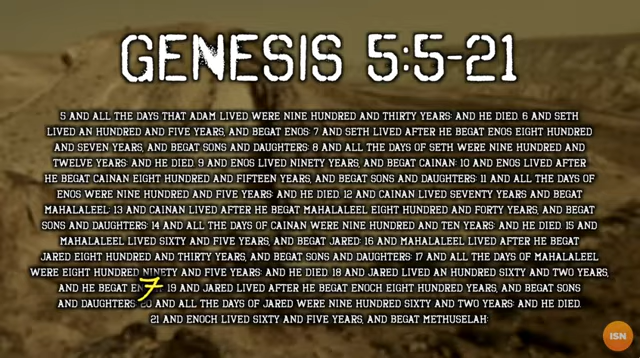 GENESIS 5:5-21
5 AND ALL THE DAYS THAT ADAM LIVED WERE NINE HUNDRED AND THIRTY YEARS: AND HE DIED. 6 AND SETH
LIVED AN HUNDRED AND FIVE YEARS, AND BEGAT ENOS: 7 AND SETH LIVED AFTER HE BEGAT ENOS EIGHT HUNDRED
AND SEVEN YEARS, AND BEGAT SONS AND DAUGHTERS: 8 AND ALL THE DAYS OF SETH WERE NINE HUNDRED AND
TWELVE YEARS: AND HE DIED. 9 AND ENOS LIVED NINETY YEARS, AND BEGAT CAINAN: 10 AND ENOS LIVED AFTER
HE BEGAT CAINAN EIGHT HUNDRED AND FIFTEEN YEARS, AND BEGAT SONS AND DAUGHTERS: 11 AND ALL THE DAYS OF
ENOS WERE NINE HUNDRED AND FIVE YEARS: AND HE DIED. 12 AND CAINAN LIVED SEVENTY YEARS AND BEGAT
MAHALALEEL: 13 AND CAINAN LIVED AFTER HE BEGAT MAHALALEEL EIGHT HUNDRED AND FORTY YEARS, AND BEGAT
SONS AND DAUGHTERS: 14 AND ALL THE DAYS OF CAINAN WERE NINE HUNDRED AND TEN YEARS: AND HE DIED. 15 AND
MAHALALEEL LIVED SIXTY AND FIVE YEARS, AND BEGAT JARED: 16 AND MAHALALEEL LIVED AFTER HE BEGAT
JARED EIGHT HUNDRED AND THIRTY YEARS, AND BEGAT SONS AND DAUGHTERS: 17 AND ALL THE DAYS OF MAHALALEEL
WERE EIGHT HUNDRED NINETY AND FIVE YEARS: AND HE DIED. 18 AND JARED LIVED AN HUNDRED SIXTY AND TWO YEARS,
AND HE BEGAT 7 19 AND JARED LIVED AFTER HE BEGAT ENOCH EIGHT HUNDRED YEARS, AND BEGAT SONS
AND DAUGHTERS: 20 AND ALL THE DAYS OF JARED WERE NINE HUNDRED SIXTY AND TWO YEARS: AND HE DIED.
21 AND ENOCH LIVED SIXTY AND FIVE YEARS, AND BEGAT METHUSELAH:
ISN